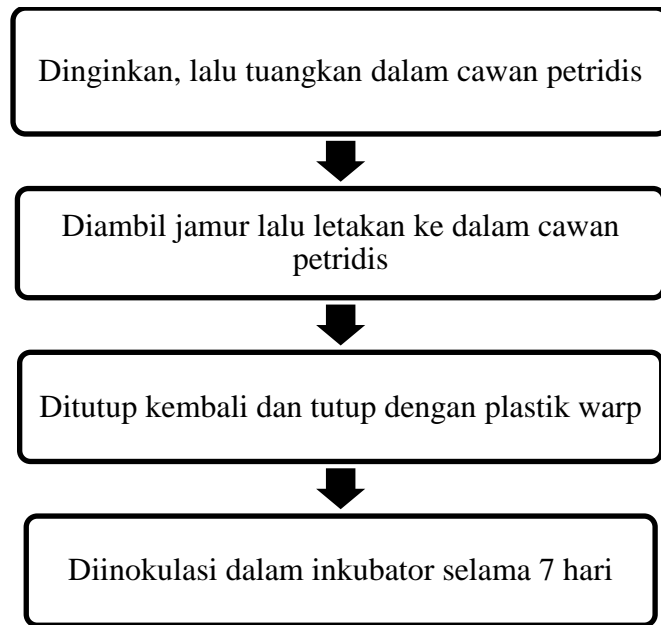 Dinginkan, lalu tuangkan dalam cawan petridis
Diambil jamur lalu letakan ke dalam cawan
petridis
Ditutup kembali dan tutup dengan plastik warp
Diinokulasi dalam inkubator selama 7 hari